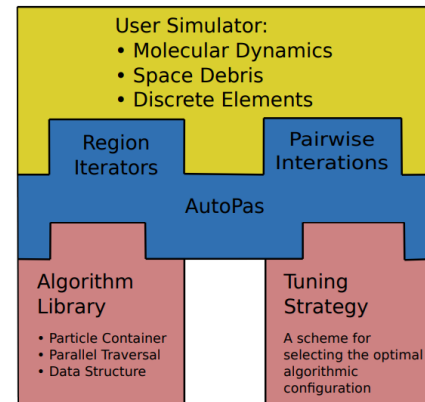 User Simulator:
• Molecular Dynamics
• Space Debris
• Discrete Elements
Region
Iterators
Pairwise
Interations
AutoPas
Algorithm
Library
• Particle Container
• Parallel Traversal
• Data Structure
Tuning
Strategy
A scheme for
selecting the optimal
algorithmic
configuration